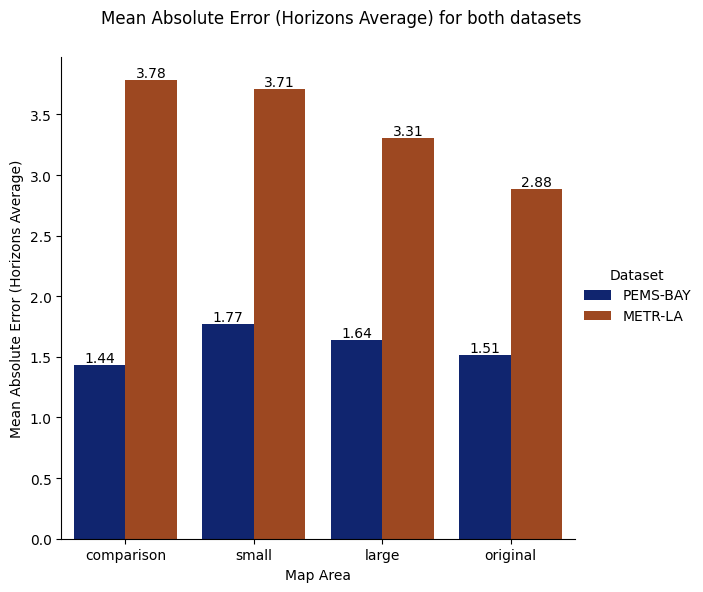 Mean Absolute Error (Horizons Average) for both datasets
Mean Absolute Error (Horizons Average)
3.5
3.0
2.5
2.0
1.5
1.0
0.5
0.0
1.44
3.78
1.77
3.71
1.64
3.31
1.51
2.88
comparison
small
large
original
Map Area
Dataset
PEMS-BAY
METR-LA